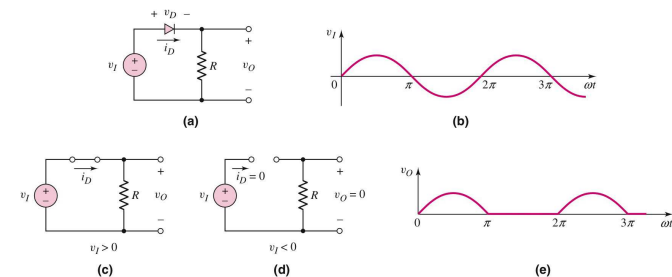 + v_D −
i_D
v_I
+
−
R
+
v_O
−
(a)
v_I
0
π
2π
3π
ωt
(b)
v_I
+
−
i_D
R
+
v_O
−
v_I > 0
(c)
v_I
+
−
i_D = 0
R
+
v_O = 0
−
v_I < 0
(d)
v_O
0
π
2π
3π
ωt
(e)